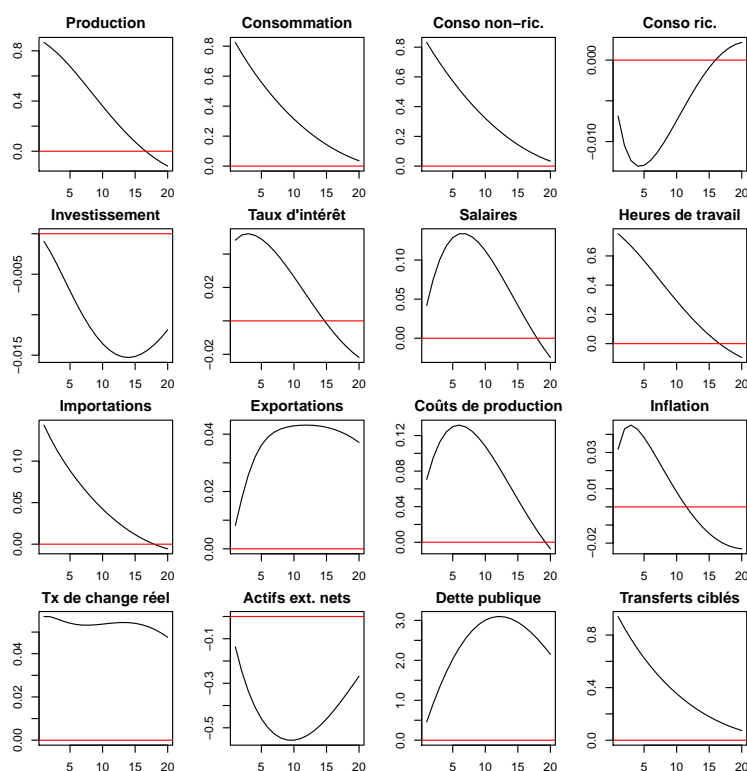 Production
0.0 0.4 0.8
5 10 15 20
Consommation
0.0 0.2 0.4 0.6 0.8
5 10 15 20
Conso non−ric.
0.0 0.2 0.4 0.6 0.8
5 10 15 20
Conso ric.
−0.010 0.000
5 10 15 20
Investissement
−0.015 −0.005
5 10 15 20
Taux d'intérêt
−0.02 0.02
5 10 15 20
Salaires
0.00 0.05 0.10
5 10 15 20
Heures de travail
0.0 0.2 0.4 0.6
5 10 15 20
Importations
0.00 0.05 0.10
5 10 15 20
Exportations
0.00 0.02 0.04
5 10 15 20
Coûts de production
0.00 0.04 0.08 0.12
5 10 15 20
Inflation
−0.02 0.01 0.03
5 10 15 20
Tx de change réel
0.00 0.02 0.04
5 10 15 20
Actifs ext. nets
−0.5 −0.3 −0.1
5 10 15 20
Dette publique
0.0 1.0 2.0 3.0
5 10 15 20
Transferts ciblés
0.0 0.4 0.8
5 10 15 20